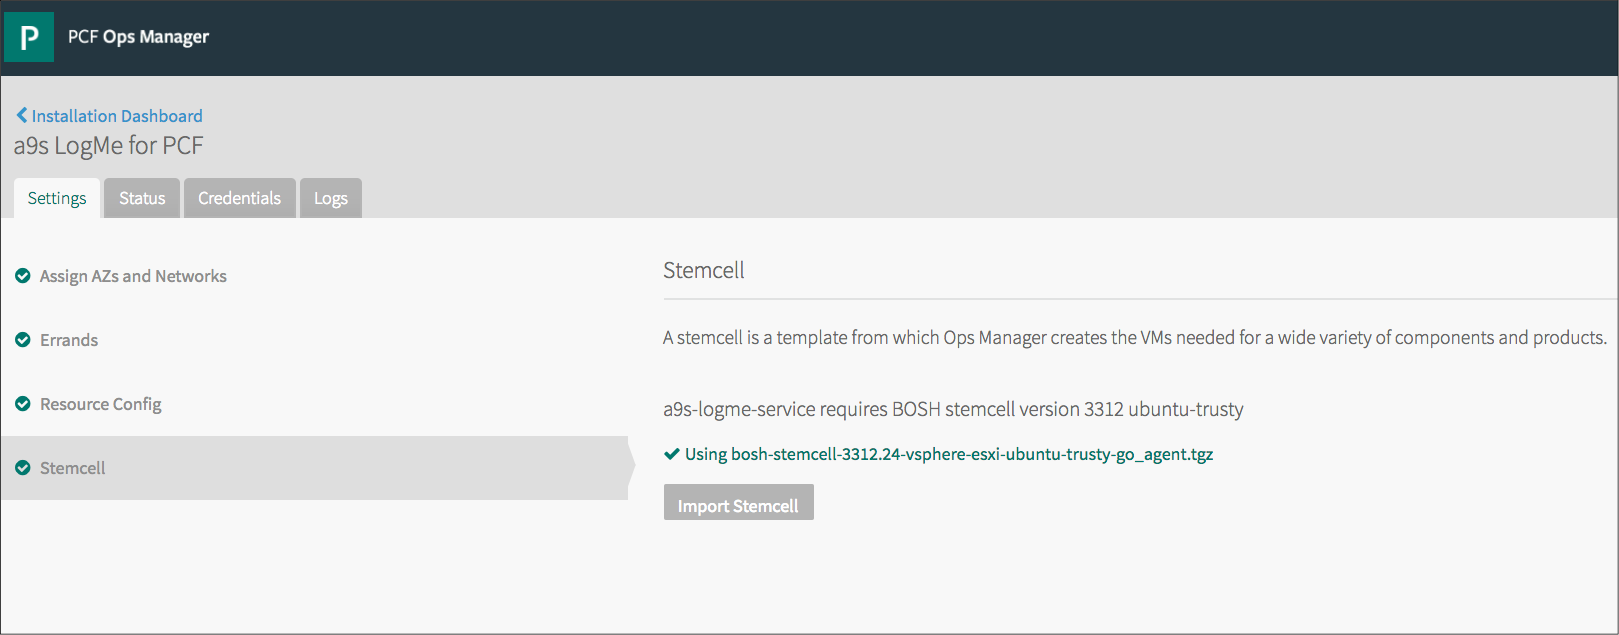 P
PCF Ops Manager
Installation Dashboard
a9s LogMe for PCF
Settings
Status
Credentials
Logs
Assign AZs and Networks
Errands
Resource Config
Stemcell
Stemcell
A stemcell is a template from which Ops Manager creates the VMs needed for a wide variety of components and products.
a9s-logme-service requires BOSH stemcell version 3312 ubuntu-trusty
Using bosh-stemcell-3312.24-vsphere-esxi-ubuntu-trusty-go_agent.tgz
Import Stemcell